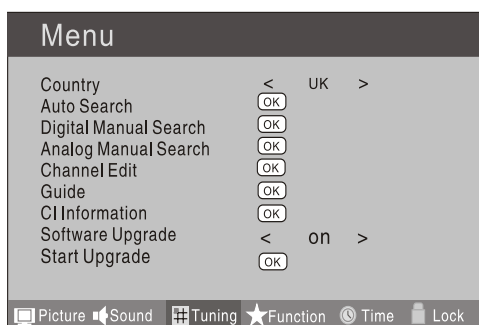 Menu
Country < UK >
Auto Search OK
Digital Manual Search OK
Analog Manual Search OK
Channel Edit OK
Guide OK
CI Information OK
Software Upgrade < on >
Start Upgrade OK
Picture Sound Tuning Function Time Lock